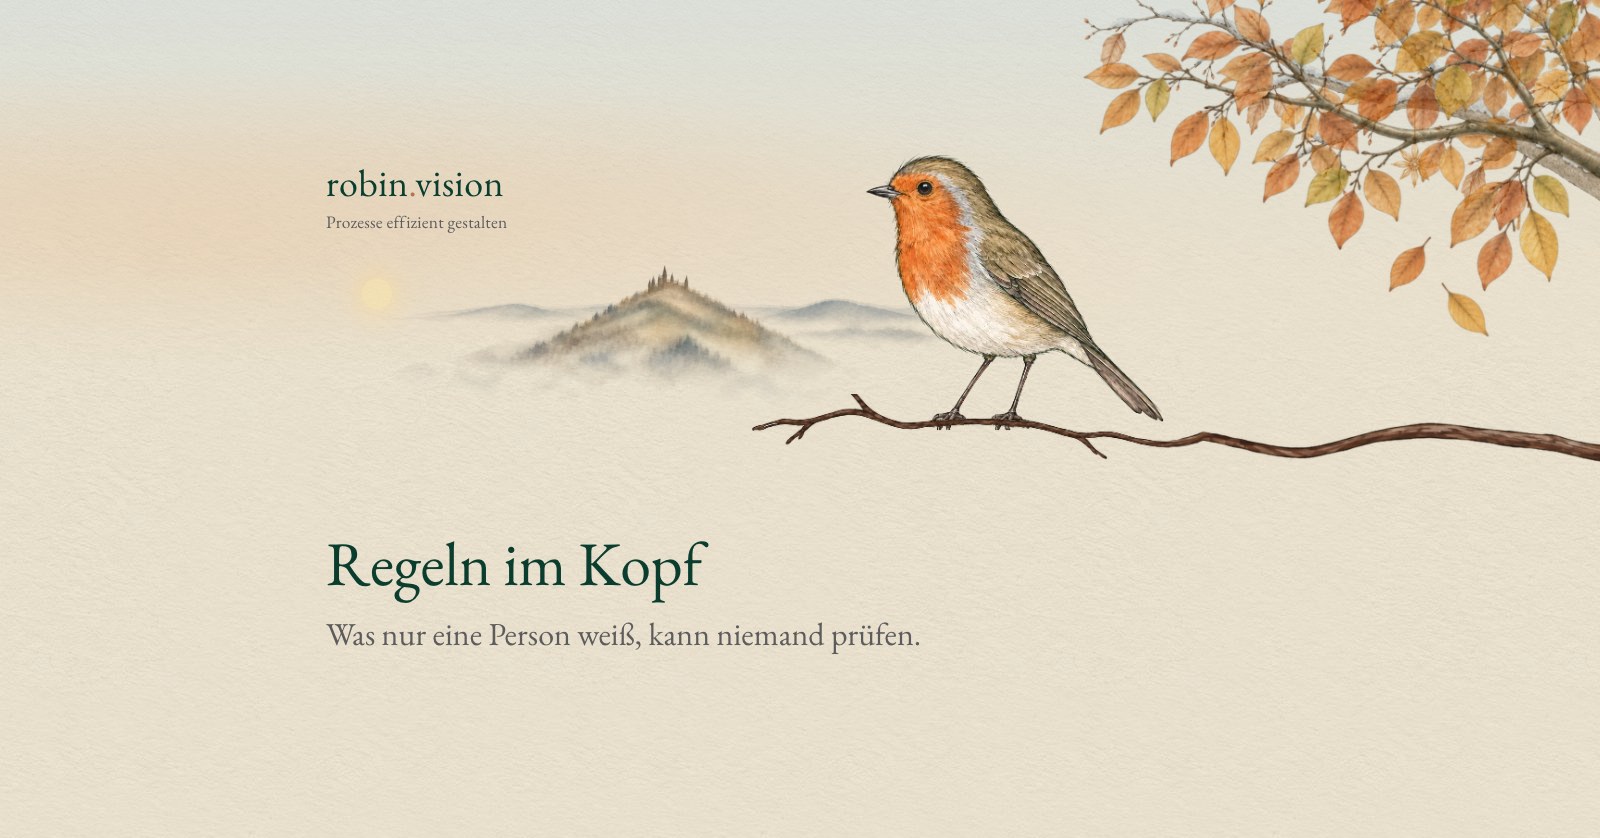 robin.vision
Prozesse effizient gestalten
Regeln im Kopf
Was nur eine Person weiß, kann niemand prüfen.